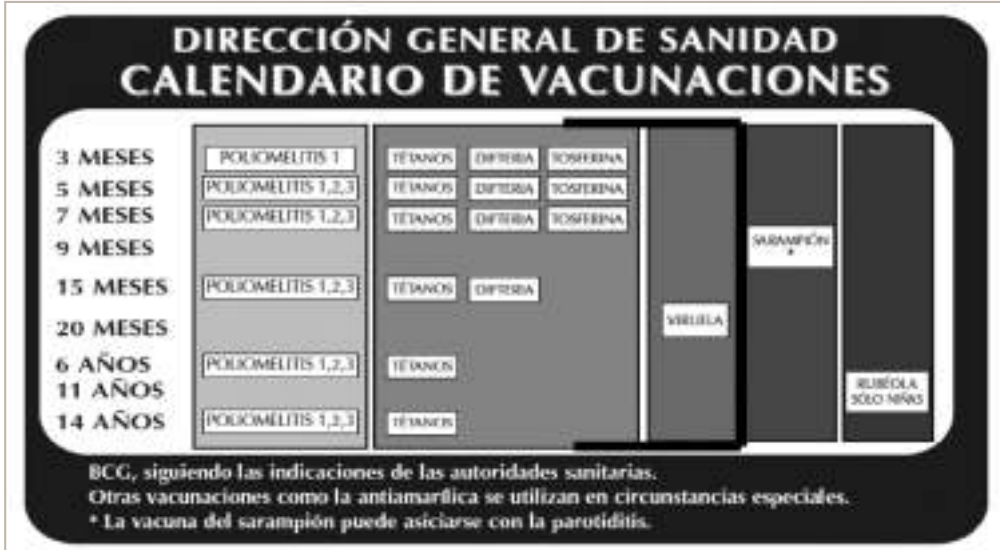 DIRECCIÓN GENERAL DE SANIDAD
CALENDARIO DE VACUNACIONES
3 MESES POLIOMELITIS 1 TÉTANOS DIFTERIA TOSFERINA
5 MESES POLIOMELITIS 1,2,3 TÉTANOS DIFTERIA TOSFERINA
7 MESES POLIOMELITIS 1,2,3 TÉTANOS DIFTERIA TOSFERINA
9 MESES SARAMPIÓN
*
15 MESES POLIOMELITIS 1,2,3 TÉTANOS DIFTERIA
20 MESES VIRUELA
6 AÑOS POLIOMELITIS 1,2,3 TÉTANOS
11 AÑOS RUBÉOLA
SÓLO NIÑAS
14 AÑOS POLIOMELITIS 1,2,3 TÉTANOS
BCG, siguiendo las indicaciones de las autoridades sanitarias.
Otras vacunaciones como la antiamarílica se utilizan en circunstancias especiales.
* La vacuna del sarampión puede asiciarse con la parotiditis.